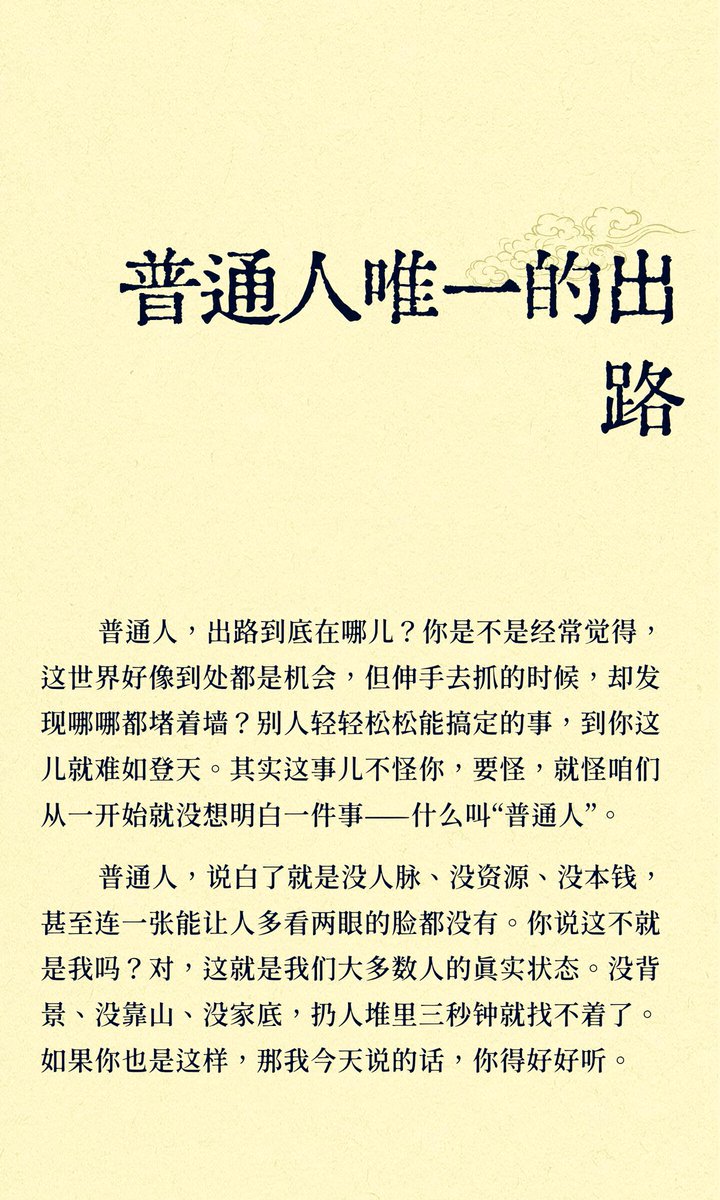 普通人唯一的出
路
普通人，出路到底在哪儿？你是不是经常觉得，
这世界好像到处都是机会，但伸手去抓的时候，却发
现哪哪都堵着墙？别人轻轻松松能搞定的事，到你这
儿就难如登天。其实这事儿不怪你，要怪，就怪咱们
从一开始就没想明白一件事——什么叫“普通人”。
普通人，说白了就是没人脉、没资源、没本钱，
甚至连一张能让人多看两眼的脸都没有。你说这不就
是我吗？对，这就是我们大多数人的眞实状态。没背
景、没靠山、没家底，扔人堆里三秒钟就找不着了。
如果你也是这样，那我今天说的话，你得好好听。